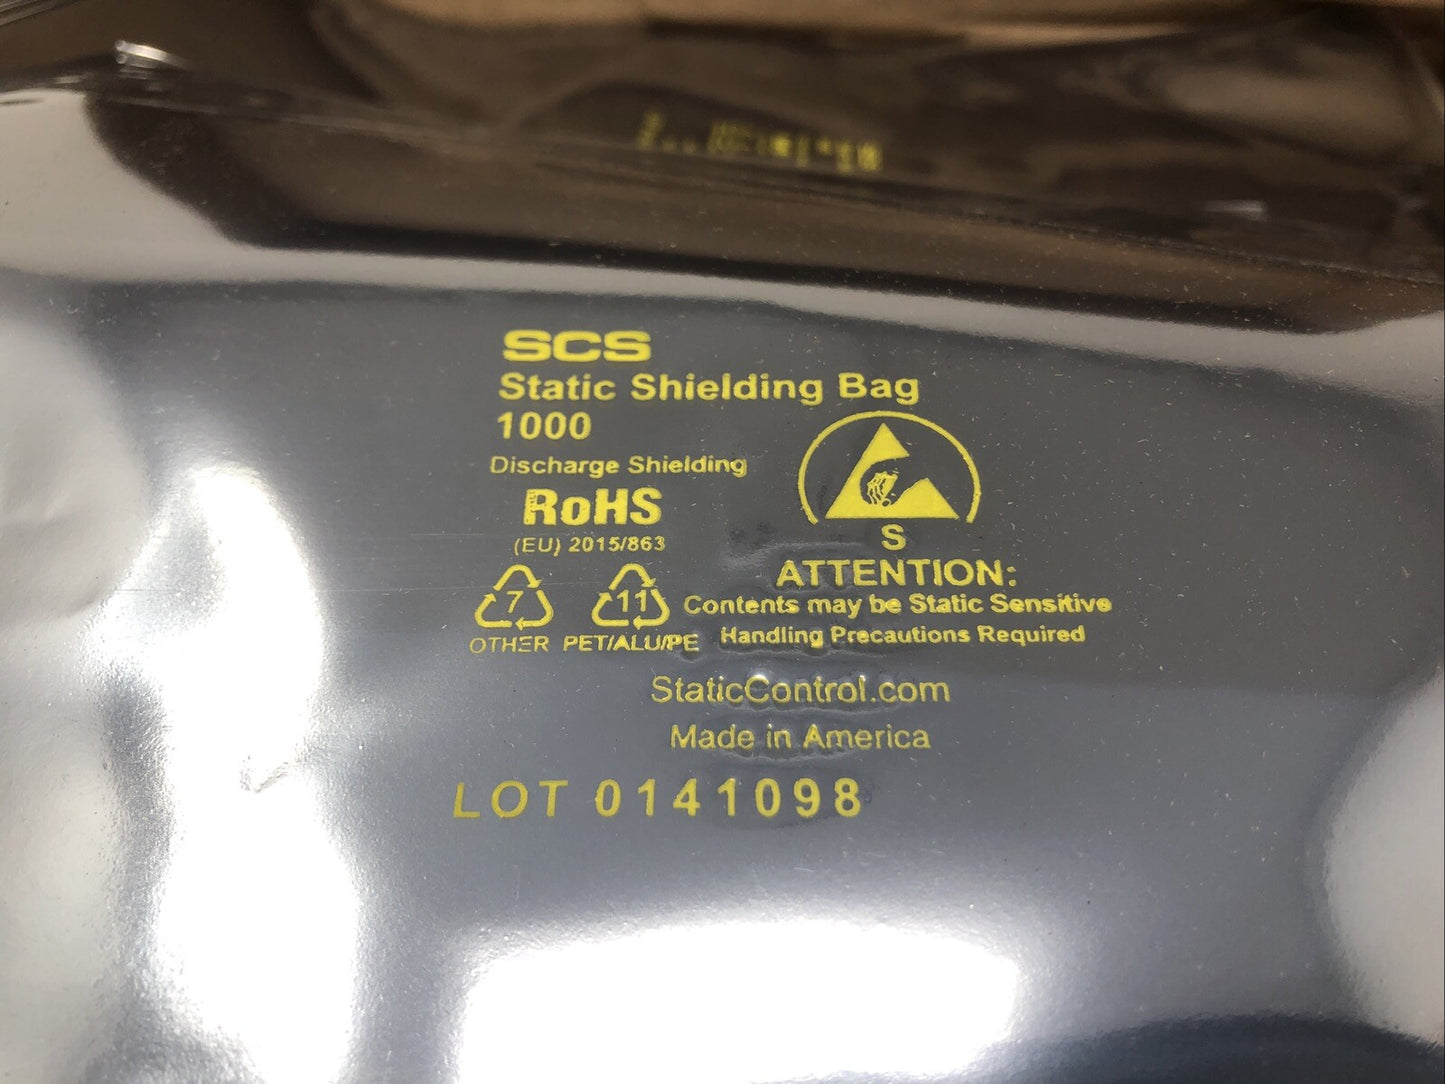 SCS
Static Shielding Bag
1000
Discharge Shielding
RoHS
(EU) 2015/863
7
OTHER
11
PET/ALU/PE
S
ATTENTION:
Contents may be Static Sensitive
Handling Precautions Required
StaticControl.com
Made in America
LOT 0141098